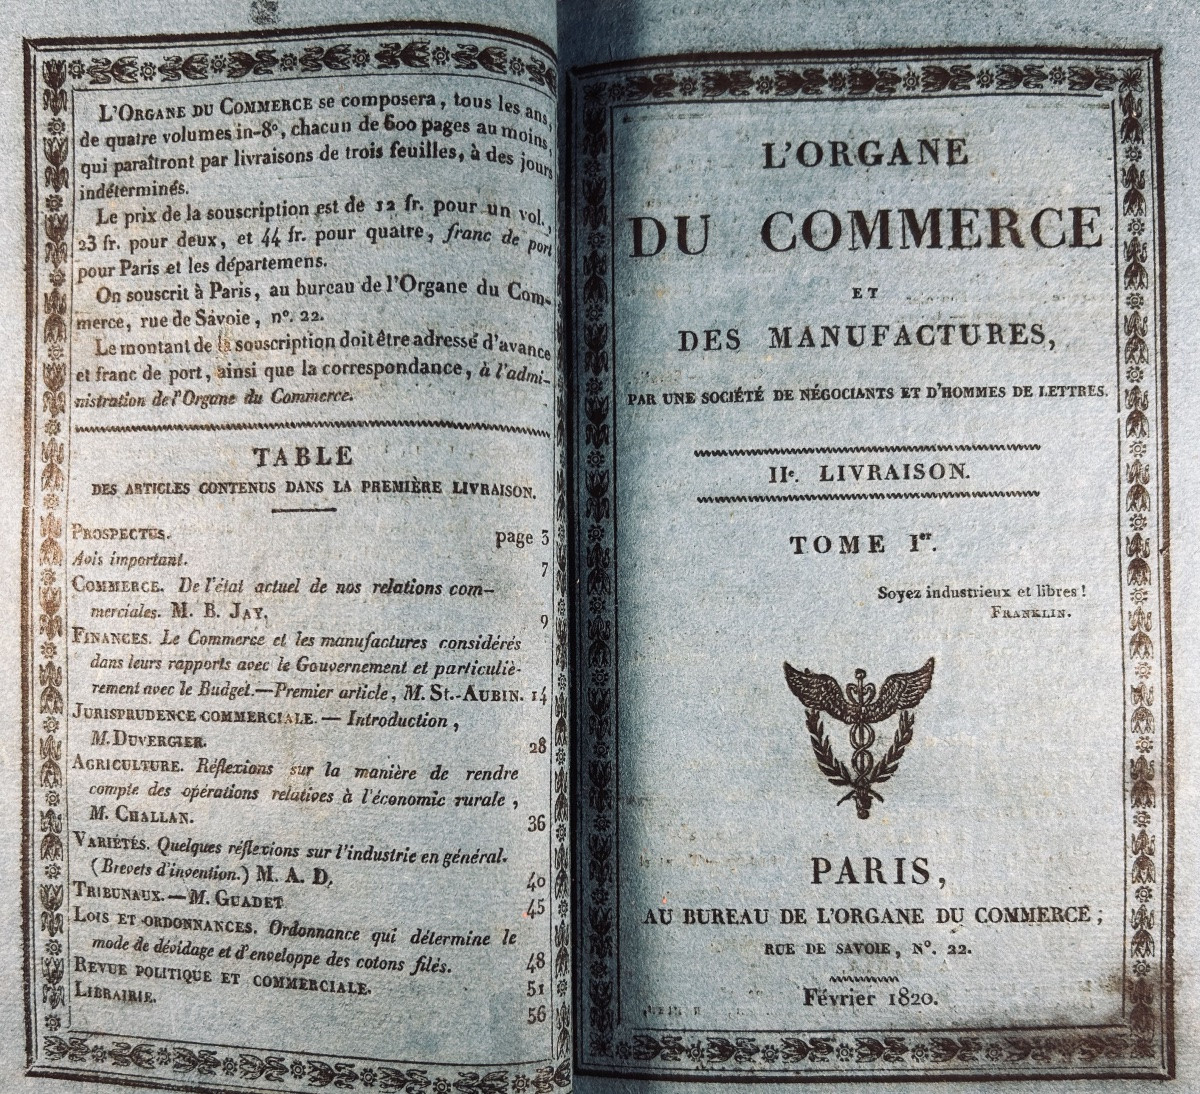 L'ORGANE DU COMMERCE se composera, tous les ans,
de quatre volumes in-8°, chacun de 600 pages au moins,
qui paraîtront par livraisons de trois feuilles, à des jours
indéterminés.
Le prix de la souscription est de 12 fr. pour un vol.,
23 fr. pour deux, et 44 fr. pour quatre, franc de port
pour Paris et les départemens.
On souscrit à Paris, au bureau de l'Organe du Com-
merce, rue de Savoie, n°. 22.
Le montant de la souscription doit être adressé d'avance
et franc de port, ainsi que la correspondance, à l'admi-
nistration de l'Organe du Commerce.
TABLE
DES ARTICLES CONTENUS DANS LA PREMIÈRE LIVRAISON.
PROSPECTUS. page 3
Avis important. 7
COMMERCE. De l'état actuel de nos relations com-
merciales. M. B. JAY. 9
FINANCES. Le Commerce et les manufactures considérés
dans leurs rapports avec le Gouvernement et particuliè-
rement avec le Budget.—Premier article, M. ST.-AUBIN. 14
JURISPRUDENCE COMMERCIALE. — Introduction,
M. DUVERGIER. 28
AGRICULTURE. Réflexions sur la manière de rendre
compte des opérations relatives à l'économie rurale,
M. CHALLAN. 36
VARIÉTÉS. Quelques réflexions sur l'industrie en général.
(Brevets d'invention.) M. A. D. 40
TRIBUNAUX.—M. GUADET 45
LOIS ET ORDONNANCES. Ordonnance qui détermine le
mode de dévidage et d'enveloppe des cotons filés. 48
REVUE POLITIQUE ET COMMERCIALE. 51
LIBRAIRIE. 56
L'ORGANE
DU COMMERCE
ET
DES MANUFACTURES,
PAR UNE SOCIÉTÉ DE NÉGOCIANTS ET D'HOMMES DE LETTRES.
IIe. LIVRAISON.
TOME Ier.
Soyez industrieux et libres!
FRANKLIN.
PARIS,
AU BUREAU DE L'ORGANE DU COMMERCE;
RUE DE SAVOIE, N°. 22.
Février 1820.